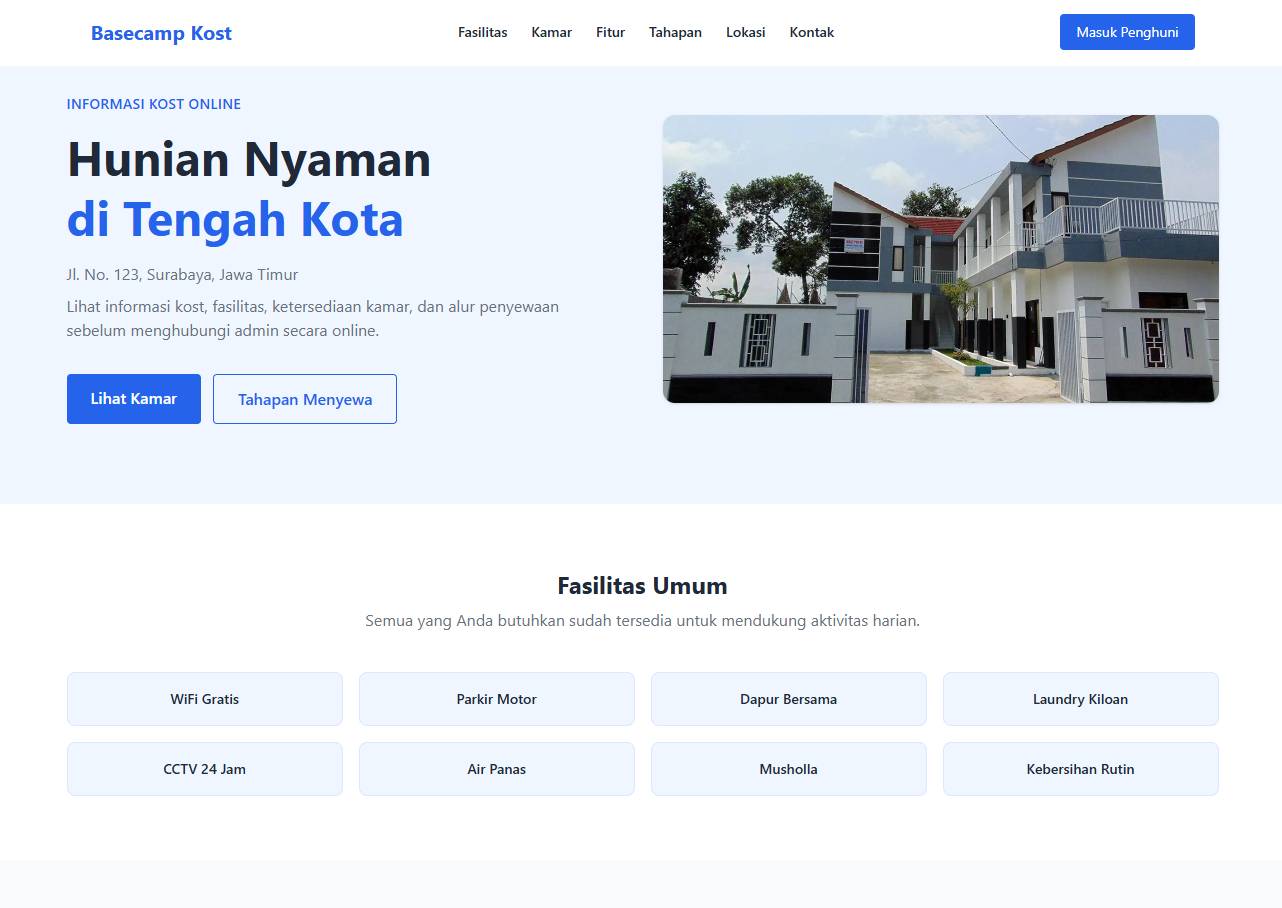 Basecamp Kost
Fasilitas Kamar Fitur Tahapan Lokasi Kontak
Masuk Penghuni
INFORMASI KOST ONLINE
Hunian Nyaman
di Tengah Kota
Jl. No. 123, Surabaya, Jawa Timur
Lihat informasi kost, fasilitas, ketersediaan kamar, dan alur penyewaan
sebelum menghubungi admin secara online.
Lihat Kamar
Tahapan Menyewa
Fasilitas Umum
Semua yang Anda butuhkan sudah tersedia untuk mendukung aktivitas harian.
WiFi Gratis
Parkir Motor
Dapur Bersama
Laundry Kiloan
CCTV 24 Jam
Air Panas
Musholla
Kebersihan Rutin